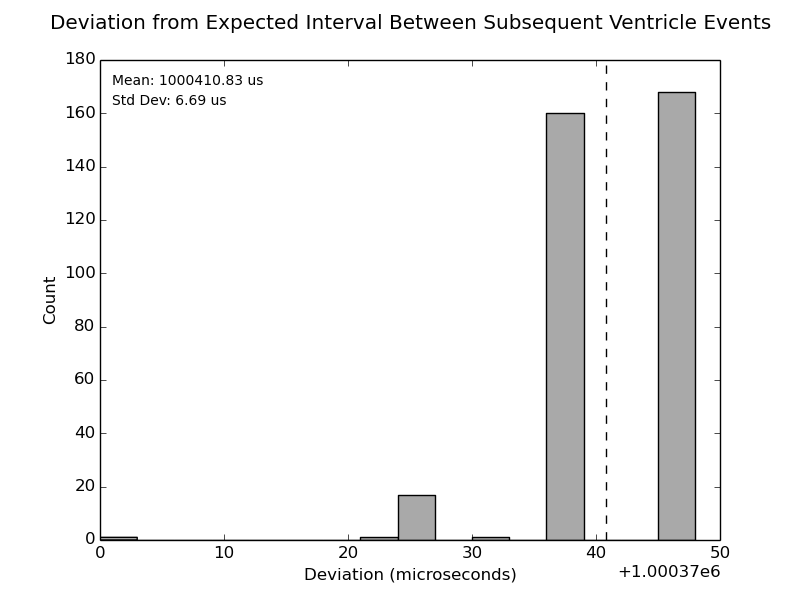 Deviation from Expected Interval Between Subsequent Ventricle Events
180
Mean: 1000410.83 us
Std Dev: 6.69 us
160
140
120
100
Count
80
60
40
20
0
0 10 20 30 40 50
Deviation (microseconds)
+1.00037e6